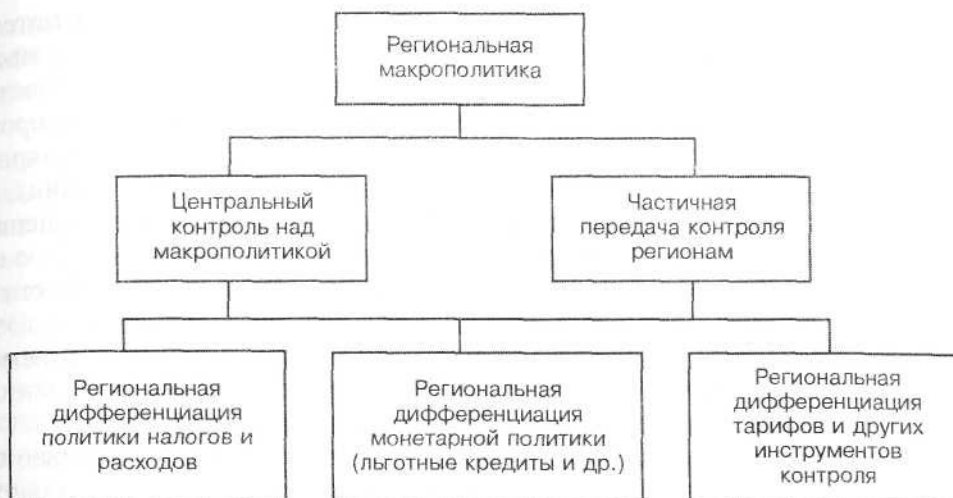 Региональная
макрополитика
Центральный
контроль над
макрополитикой
Частичная
передача контроля
регионам
Региональная
дифференциация
политики налогов и
расходов
Региональная
дифференциация
монетарной политики
(льготные кредиты и др.)
Региональная
дифференциация
тарифов и других
инструментов
контроля